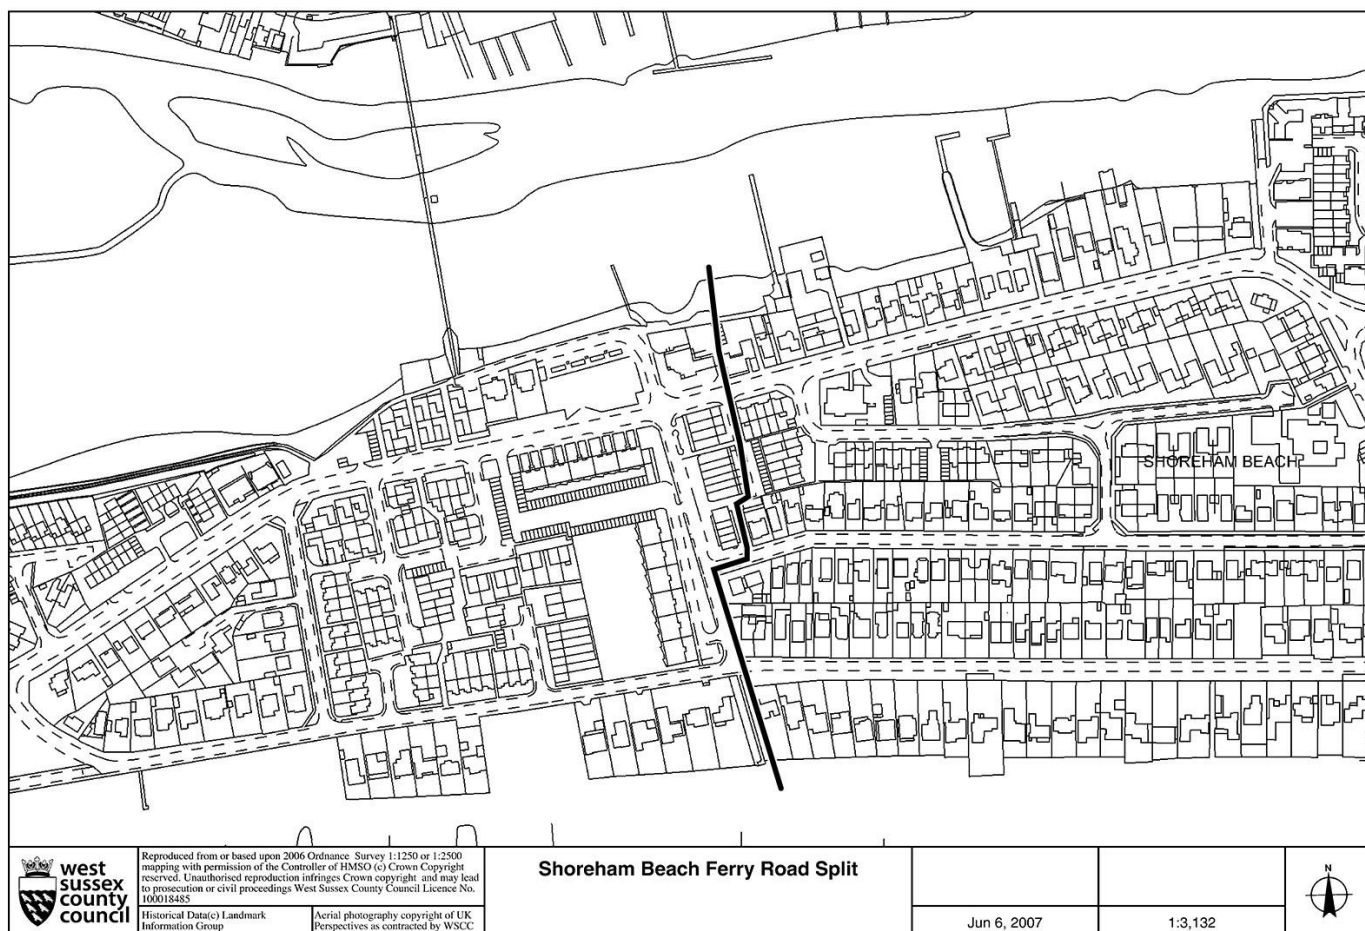 SHOREHAM BEACH
west
sussex
county
council
Reproduced from or based upon 2006 Ordnance Survey 1:1250 or 1:2500
mapping with permission of the Controller of HMSO (c) Crown Copyright
reserved. Unauthorised reproduction infringes Crown copyright and may lead
to prosecution or civil proceedings West Sussex County Council Licence No.
100018485
Historical Data(c) Landmark
Information Group
Aerial photography copyright of UK
Perspectives as contracted by WSCC
Shoreham Beach Ferry Road Split
Jun 6, 2007
1:3,132
N